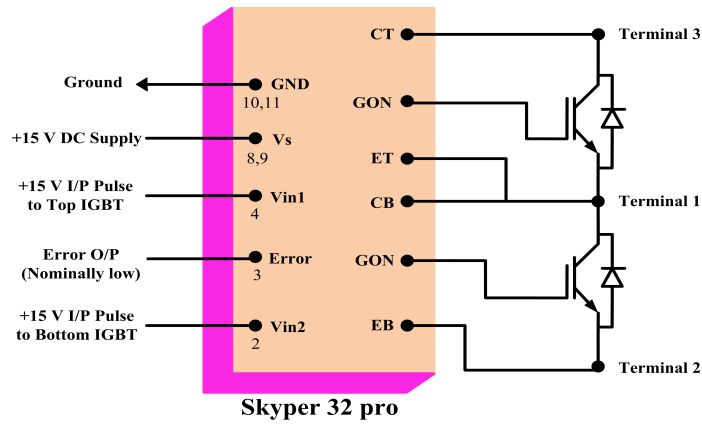 CT
Terminal 3
Ground
GND
10,11
GON
+15 V DC Supply
Vs
8,9
ET
+15 V I/P Pulse
to Top IGBT
Vin1
4
CB
Terminal 1
Error O/P
(Nominally low)
Error
3
GON
+15 V I/P Pulse
to Bottom IGBT
Vin2
2
EB
Terminal 2
Skyper 32 pro